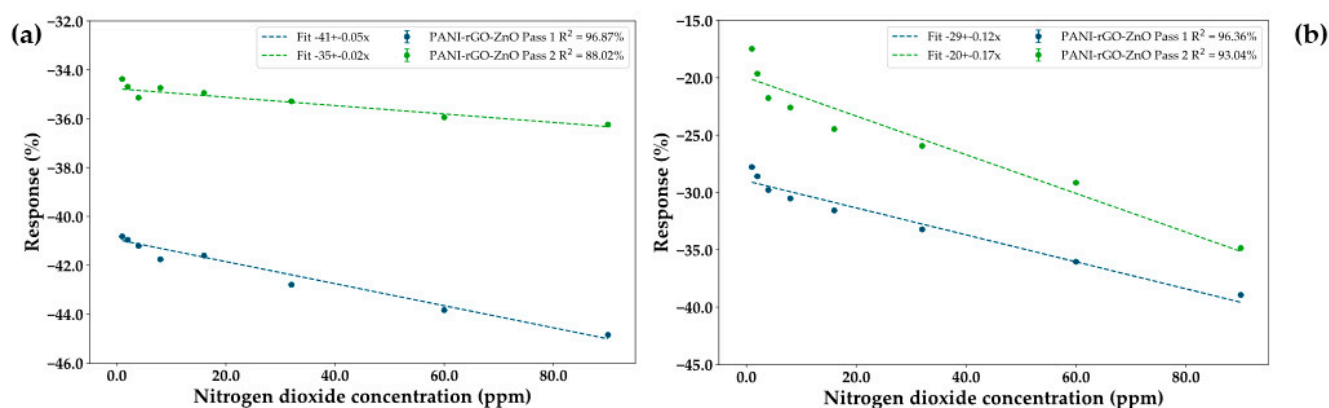 (a)
−32.0
−34.0
−36.0
−38.0
−40.0
−42.0
−44.0
−46.0
Response (%)
Fit -41+-0.05x
Fit -35+-0.02x
PANI-rGO-ZnO Pass 1 R² = 96.87%
PANI-rGO-ZnO Pass 2 R² = 88.02%
0.0 20.0 40.0 60.0 80.0
Nitrogen dioxide concentration (ppm)
(b)
−15.0
−20.0
−25.0
−30.0
−35.0
−40.0
−45.0
Response (%)
Fit -29+-0.12x
Fit -20+-0.17x
PANI-rGO-ZnO Pass 1 R² = 96.36%
PANI-rGO-ZnO Pass 2 R² = 93.04%
0.0 20.0 40.0 60.0 80.0
Nitrogen dioxide concentration (ppm)